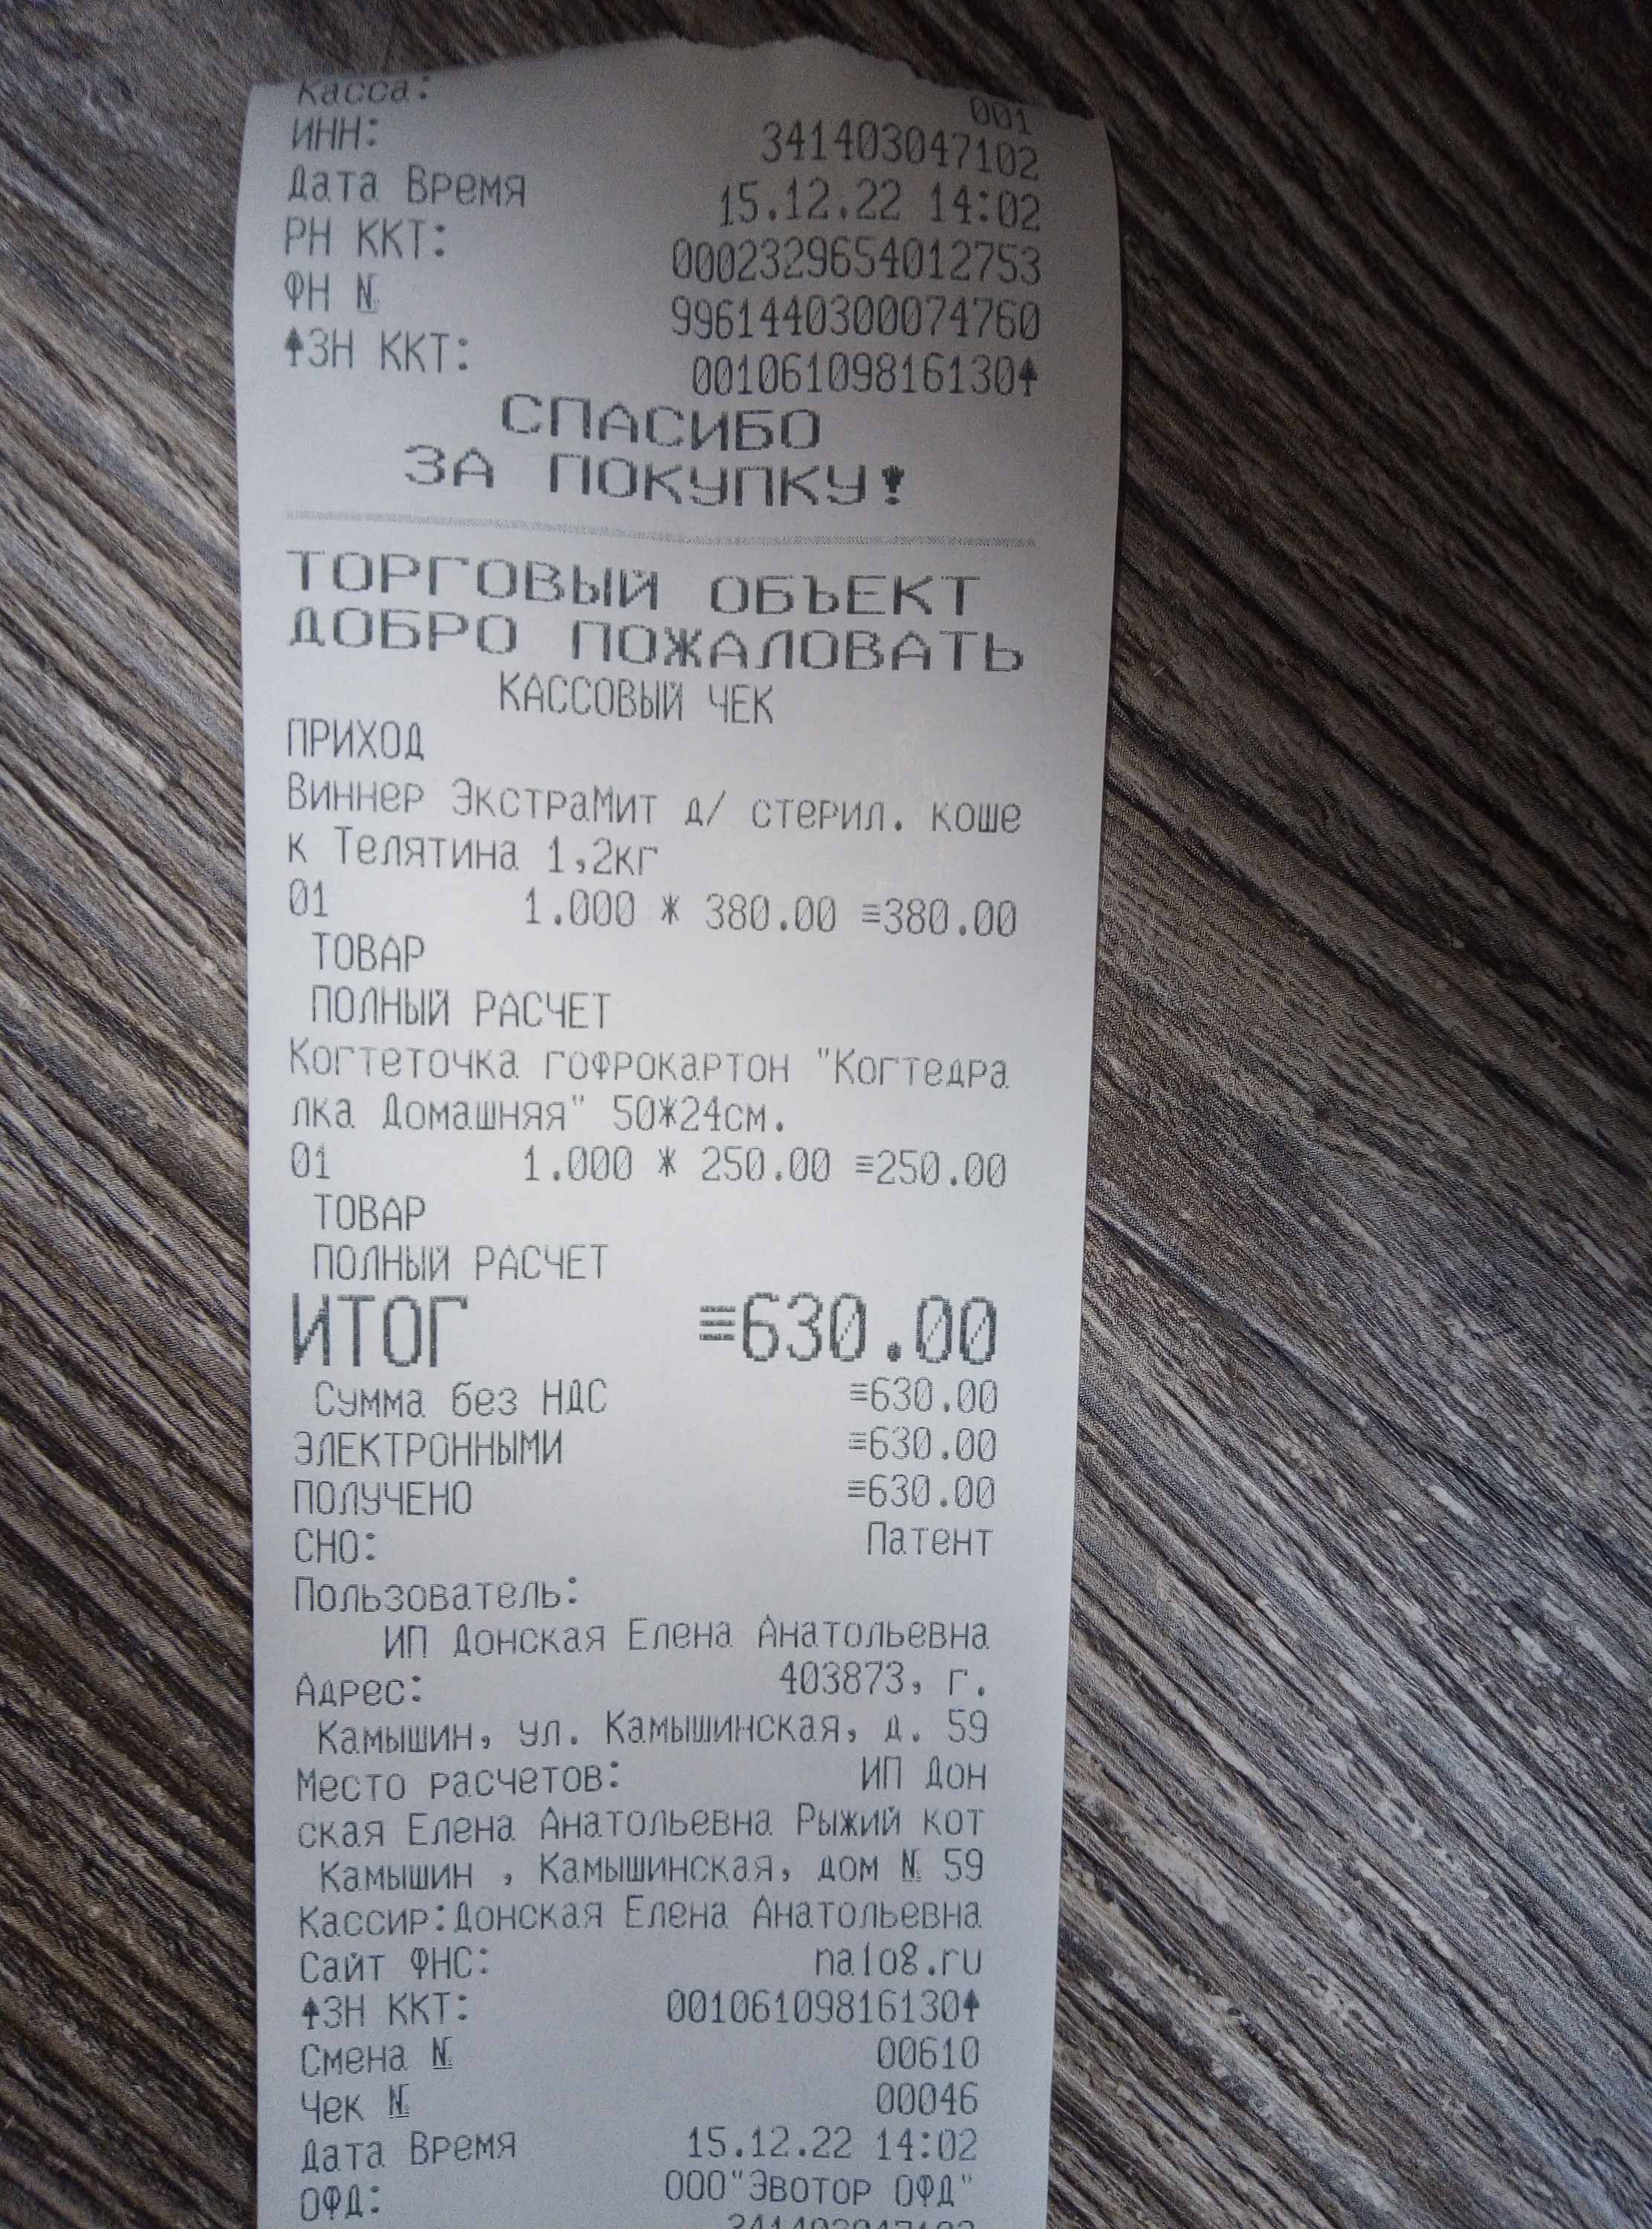 Касса: 001
ИНН: 341403047102
Дата Время 15.12.22 14:02
РН ККТ: 0002329654012753
ФН № 9961440300074760
↑ЗН ККТ: 00106109816130↑
СПАСИБО
ЗА ПОКУПКУ!
ТОРГОВЫЙ ОБЪЕКТ
ДОБРО ПОЖАЛОВАТЬ
КАССОВЫЙ ЧЕК
ПРИХОД
Виннер ЭкстраМит д/ стерил. коше
к Телятина 1,2кг
01 1.000 * 380.00 ≡380.00
ТОВАР
ПОЛНЫЙ РАСЧЕТ
Когтеточка гофрокартон "Когтедра
лка Домашняя" 50*24см.
01 1.000 * 250.00 ≡250.00
ТОВАР
ПОЛНЫЙ РАСЧЕТ
ИТОГ ≡630.00
Сумма без НДС ≡630.00
ЭЛЕКТРОННЫМИ ≡630.00
ПОЛУЧЕНО ≡630.00
СНО: Патент
Пользователь:
ИП Донская Елена Анатольевна
Адрес: 403873, г.
Камышин, ул. Камышинская, д. 59
Место расчетов: ИП Дон
ская Елена Анатольевна Рыжий кот
Камышин , Камышинская, дом № 59
Кассир:Донская Елена Анатольевна
Сайт ФНС: nalog.ru
↑ЗН ККТ: 00106109816130↑
Смена № 00610
Чек № 00046
Дата Время 15.12.22 14:02
ОФД: ООО"Эвотор ОФД"